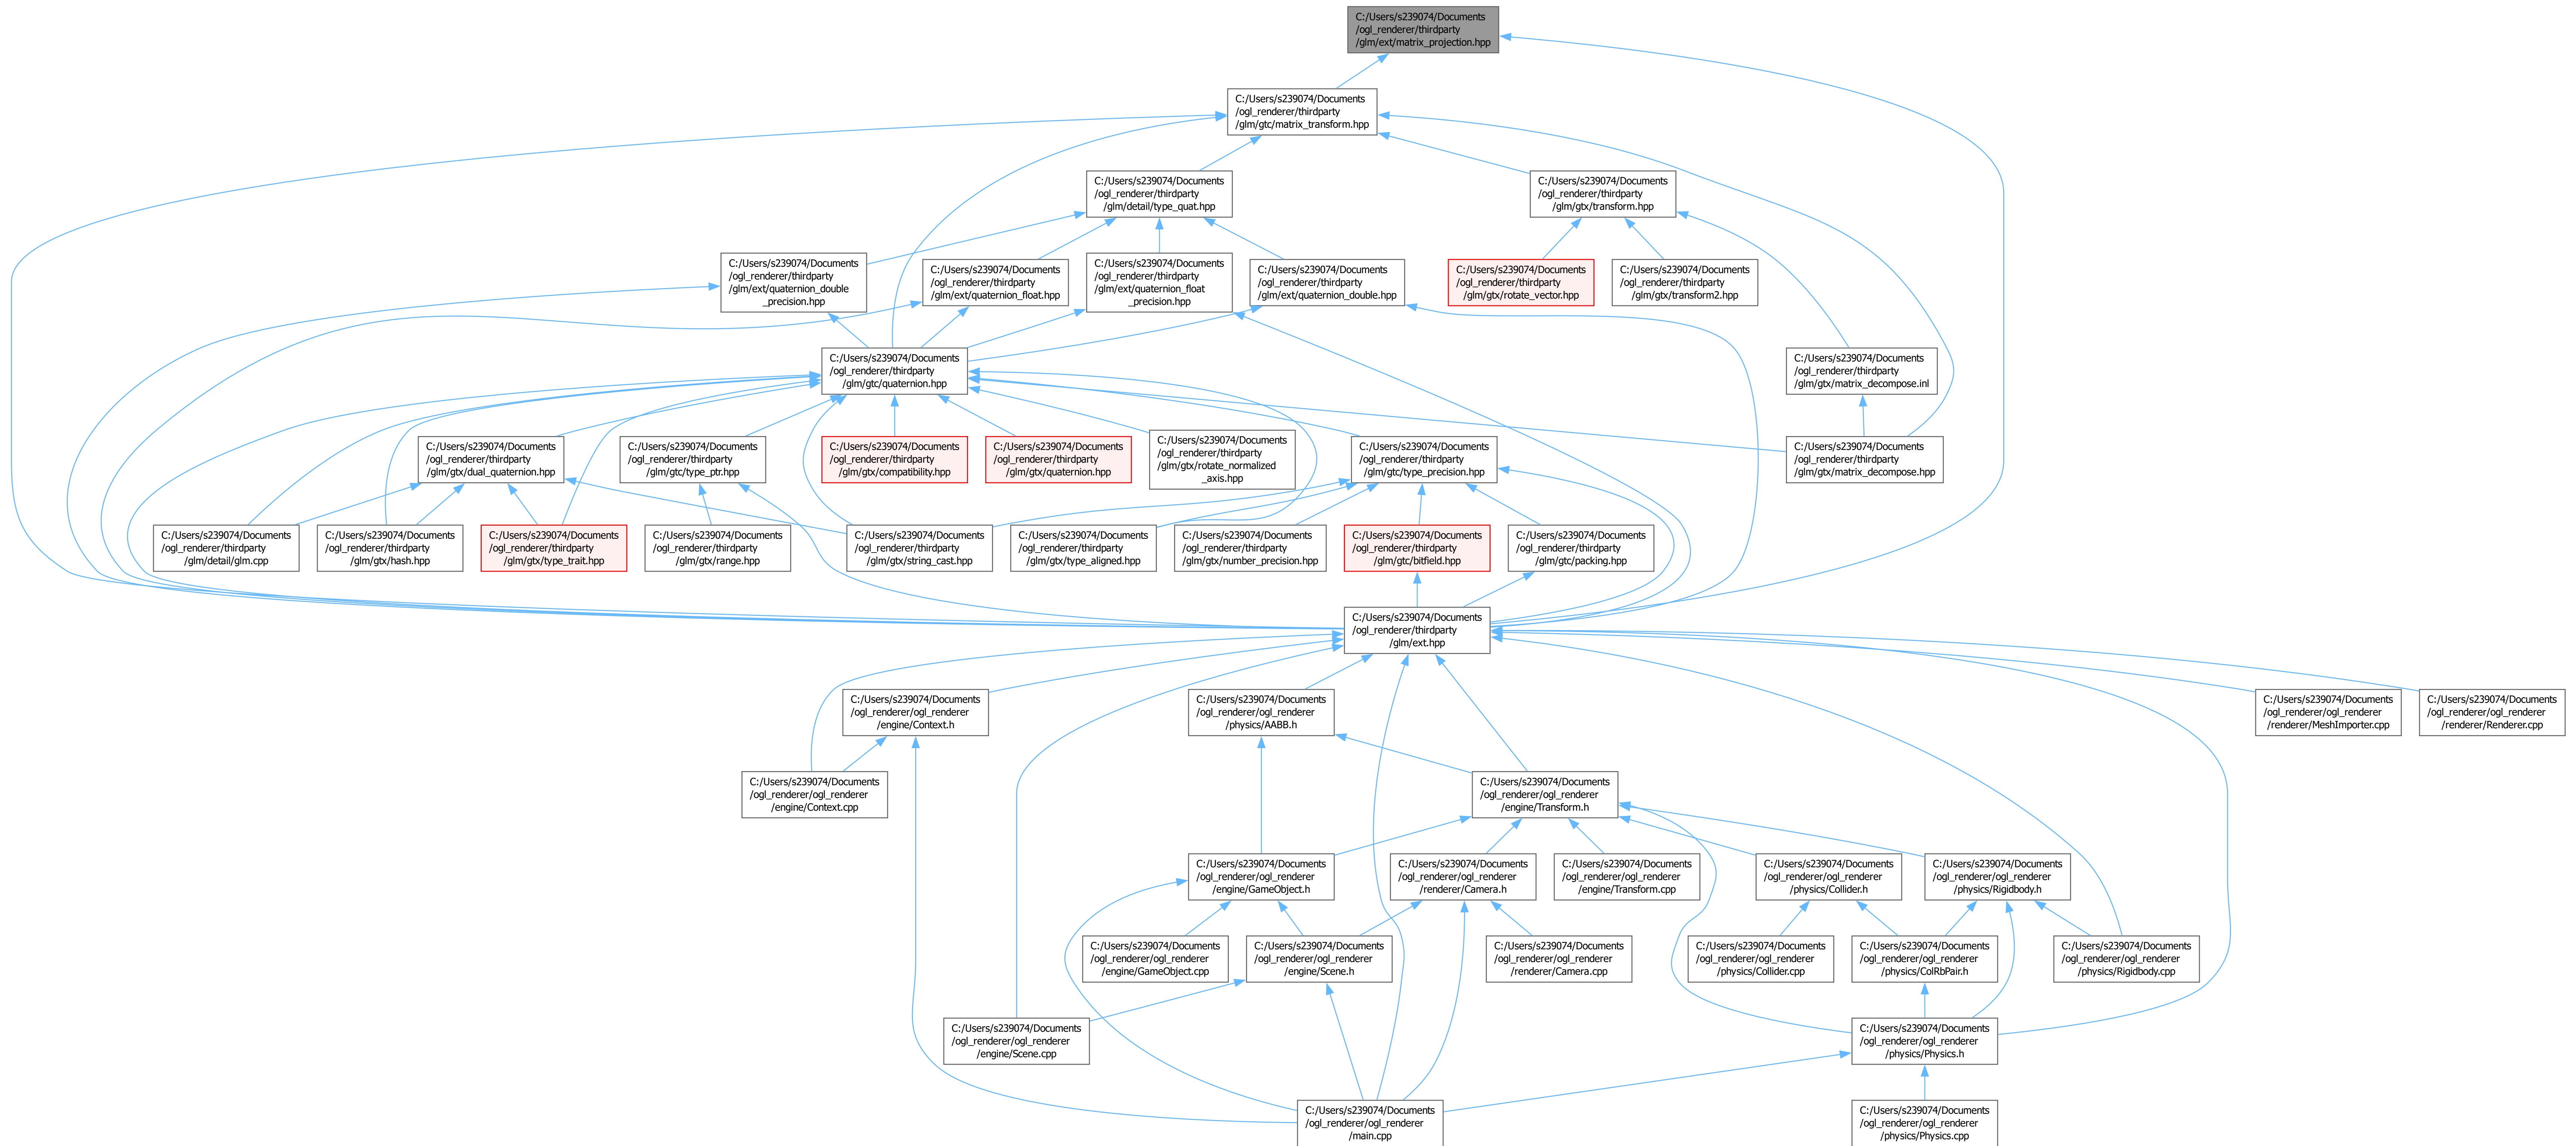 C:/Users/s239074/Documents
/ogl_renderer/thirdparty
/glm/ext/matrix_projection.hpp
C:/Users/s239074/Documents
/ogl_renderer/thirdparty
/glm/gtc/matrix_transform.hpp
C:/Users/s239074/Documents
/ogl_renderer/thirdparty
/glm/detail/type_quat.hpp
C:/Users/s239074/Documents
/ogl_renderer/thirdparty
/glm/gtx/transform.hpp
C:/Users/s239074/Documents
/ogl_renderer/thirdparty
/glm/ext/quaternion_double
_precision.hpp
C:/Users/s239074/Documents
/ogl_renderer/thirdparty
/glm/ext/quaternion_float.hpp
C:/Users/s239074/Documents
/ogl_renderer/thirdparty
/glm/ext/quaternion_float
_precision.hpp
C:/Users/s239074/Documents
/ogl_renderer/thirdparty
/glm/ext/quaternion_double.hpp
C:/Users/s239074/Documents
/ogl_renderer/thirdparty
/glm/gtx/rotate_vector.hpp
C:/Users/s239074/Documents
/ogl_renderer/thirdparty
/glm/gtx/transform2.hpp
C:/Users/s239074/Documents
/ogl_renderer/thirdparty
/glm/gtc/quaternion.hpp
C:/Users/s239074/Documents
/ogl_renderer/thirdparty
/glm/gtx/matrix_decompose.inl
C:/Users/s239074/Documents
/ogl_renderer/thirdparty
/glm/gtx/dual_quaternion.hpp
C:/Users/s239074/Documents
/ogl_renderer/thirdparty
/glm/gtc/type_ptr.hpp
C:/Users/s239074/Documents
/ogl_renderer/thirdparty
/glm/gtx/compatibility.hpp
C:/Users/s239074/Documents
/ogl_renderer/thirdparty
/glm/gtx/quaternion.hpp
C:/Users/s239074/Documents
/ogl_renderer/thirdparty
/glm/gtx/rotate_normalized
_axis.hpp
C:/Users/s239074/Documents
/ogl_renderer/thirdparty
/glm/gtc/type_precision.hpp
C:/Users/s239074/Documents
/ogl_renderer/thirdparty
/glm/gtx/matrix_decompose.hpp
C:/Users/s239074/Documents
/ogl_renderer/thirdparty
/glm/detail/glm.cpp
C:/Users/s239074/Documents
/ogl_renderer/thirdparty
/glm/gtx/hash.hpp
C:/Users/s239074/Documents
/ogl_renderer/thirdparty
/glm/gtx/type_trait.hpp
C:/Users/s239074/Documents
/ogl_renderer/thirdparty
/glm/gtx/range.hpp
C:/Users/s239074/Documents
/ogl_renderer/thirdparty
/glm/gtx/string_cast.hpp
C:/Users/s239074/Documents
/ogl_renderer/thirdparty
/glm/gtx/type_aligned.hpp
C:/Users/s239074/Documents
/ogl_renderer/thirdparty
/glm/gtx/number_precision.hpp
C:/Users/s239074/Documents
/ogl_renderer/thirdparty
/glm/gtc/bitfield.hpp
C:/Users/s239074/Documents
/ogl_renderer/thirdparty
/glm/gtc/packing.hpp
C:/Users/s239074/Documents
/ogl_renderer/thirdparty
/glm/ext.hpp
C:/Users/s239074/Documents
/ogl_renderer/ogl_renderer
/engine/Context.h
C:/Users/s239074/Documents
/ogl_renderer/ogl_renderer
/physics/AABB.h
C:/Users/s239074/Documents
/ogl_renderer/ogl_renderer
/renderer/MeshImporter.cpp
C:/Users/s239074/Documents
/ogl_renderer/ogl_renderer
/renderer/Renderer.cpp
C:/Users/s239074/Documents
/ogl_renderer/ogl_renderer
/engine/Context.cpp
C:/Users/s239074/Documents
/ogl_renderer/ogl_renderer
/engine/Transform.h
C:/Users/s239074/Documents
/ogl_renderer/ogl_renderer
/engine/GameObject.h
C:/Users/s239074/Documents
/ogl_renderer/ogl_renderer
/renderer/Camera.h
C:/Users/s239074/Documents
/ogl_renderer/ogl_renderer
/engine/Transform.cpp
C:/Users/s239074/Documents
/ogl_renderer/ogl_renderer
/physics/Collider.h
C:/Users/s239074/Documents
/ogl_renderer/ogl_renderer
/physics/Rigidbody.h
C:/Users/s239074/Documents
/ogl_renderer/ogl_renderer
/engine/GameObject.cpp
C:/Users/s239074/Documents
/ogl_renderer/ogl_renderer
/engine/Scene.h
C:/Users/s239074/Documents
/ogl_renderer/ogl_renderer
/renderer/Camera.cpp
C:/Users/s239074/Documents
/ogl_renderer/ogl_renderer
/physics/Collider.cpp
C:/Users/s239074/Documents
/ogl_renderer/ogl_renderer
/physics/ColRbPair.h
C:/Users/s239074/Documents
/ogl_renderer/ogl_renderer
/physics/Rigidbody.cpp
C:/Users/s239074/Documents
/ogl_renderer/ogl_renderer
/engine/Scene.cpp
C:/Users/s239074/Documents
/ogl_renderer/ogl_renderer
/physics/Physics.h
C:/Users/s239074/Documents
/ogl_renderer/ogl_renderer
/main.cpp
C:/Users/s239074/Documents
/ogl_renderer/ogl_renderer
/physics/Physics.cpp